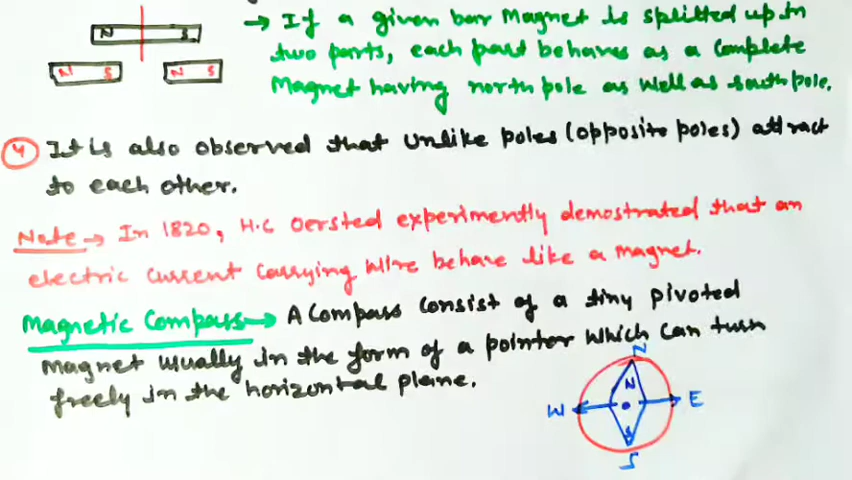 N S
N S N S
→ If a given bar Magnet is splitted up in
two parts, each part behaves as a complete
Magnet having north pole as well as south pole.
4 It is also observed that unlike poles (opposite poles) attract
to each other.
Note → In 1820, H.C Oersted experimently demostrated that an
electric current carrying wire behave like a magnet.
Magnetic Compass → A Compass consist of a tiny pivoted
Magnet usually in the form of a pointer which can tush
freely in the horizontal plane.
N
N
W E
S
S